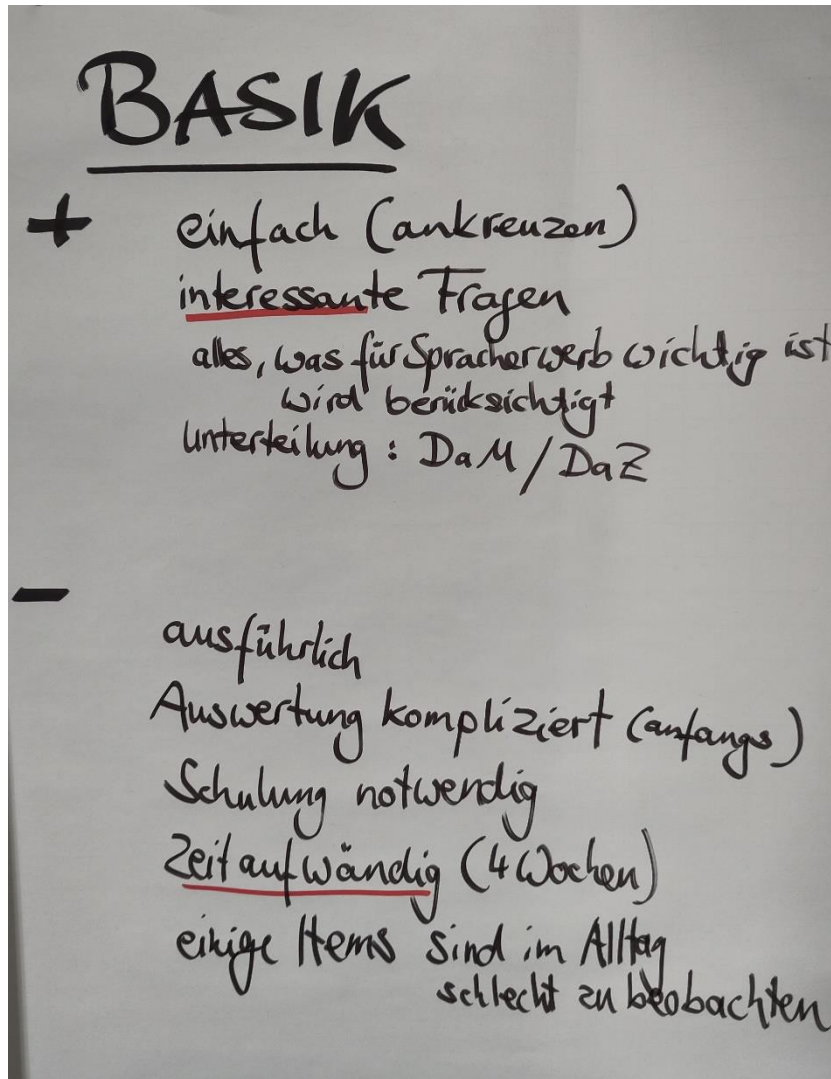 BASIK
+ einfach (ankreuzen)
interessante Fragen
alles, was für Spracherwerb wichtig ist
wird berücksichtigt
Unterteilung : DaM / DaZ
-
ausführlich
Auswertung kompliziert (anfangs)
Schulung notwendig
Zeitaufwändig (4 Wochen)
einige Items sind im Alltag
schlecht zu beobachten